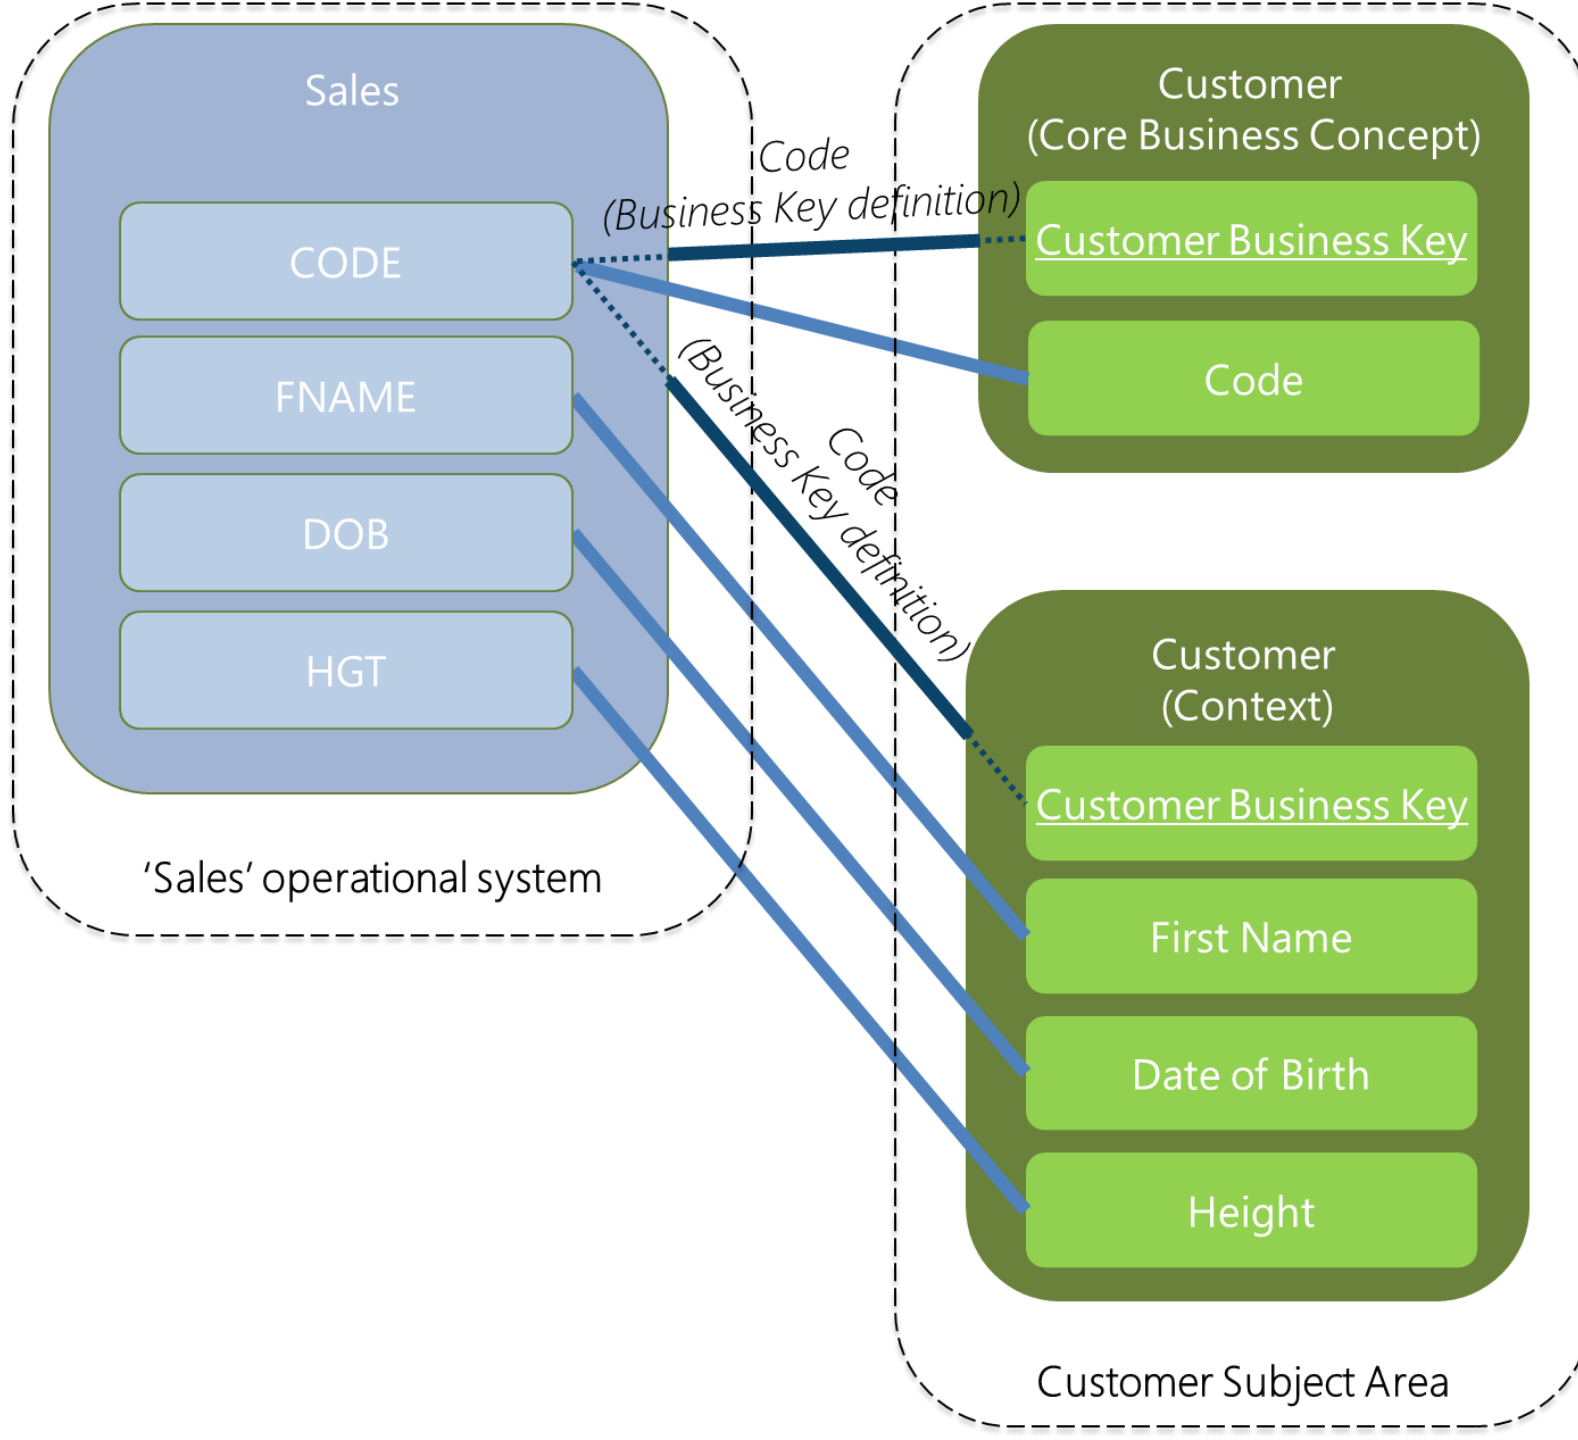 Sales
CODE
FNAME
DOB
HGT
‘Sales’ operational system
Code
(Business Key definition)
Code
(Business Key definition)
Customer
(Core Business Concept)
Customer Business Key
Code
Customer
(Context)
Customer Business Key
First Name
Date of Birth
Height
Customer Subject Area